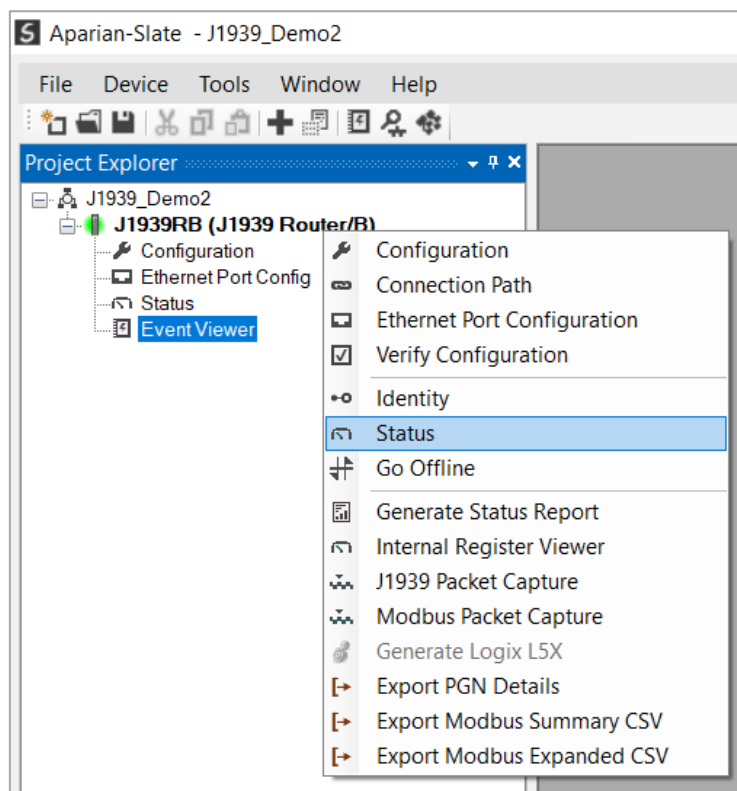 Aparian-Slate - J1939_Demo2
File Device Tools Window Help
Project Explorer
J1939_Demo2
J1939RB (J1939 Router/B)
Configuration
Ethernet Port Config
Status
Event Viewer
Configuration
Connection Path
Ethernet Port Configuration
Verify Configuration
Identity
Status
Go Offline
Generate Status Report
Internal Register Viewer
J1939 Packet Capture
Modbus Packet Capture
Generate Logix L5X
Export PGN Details
Export Modbus Summary CSV
Export Modbus Expanded CSV